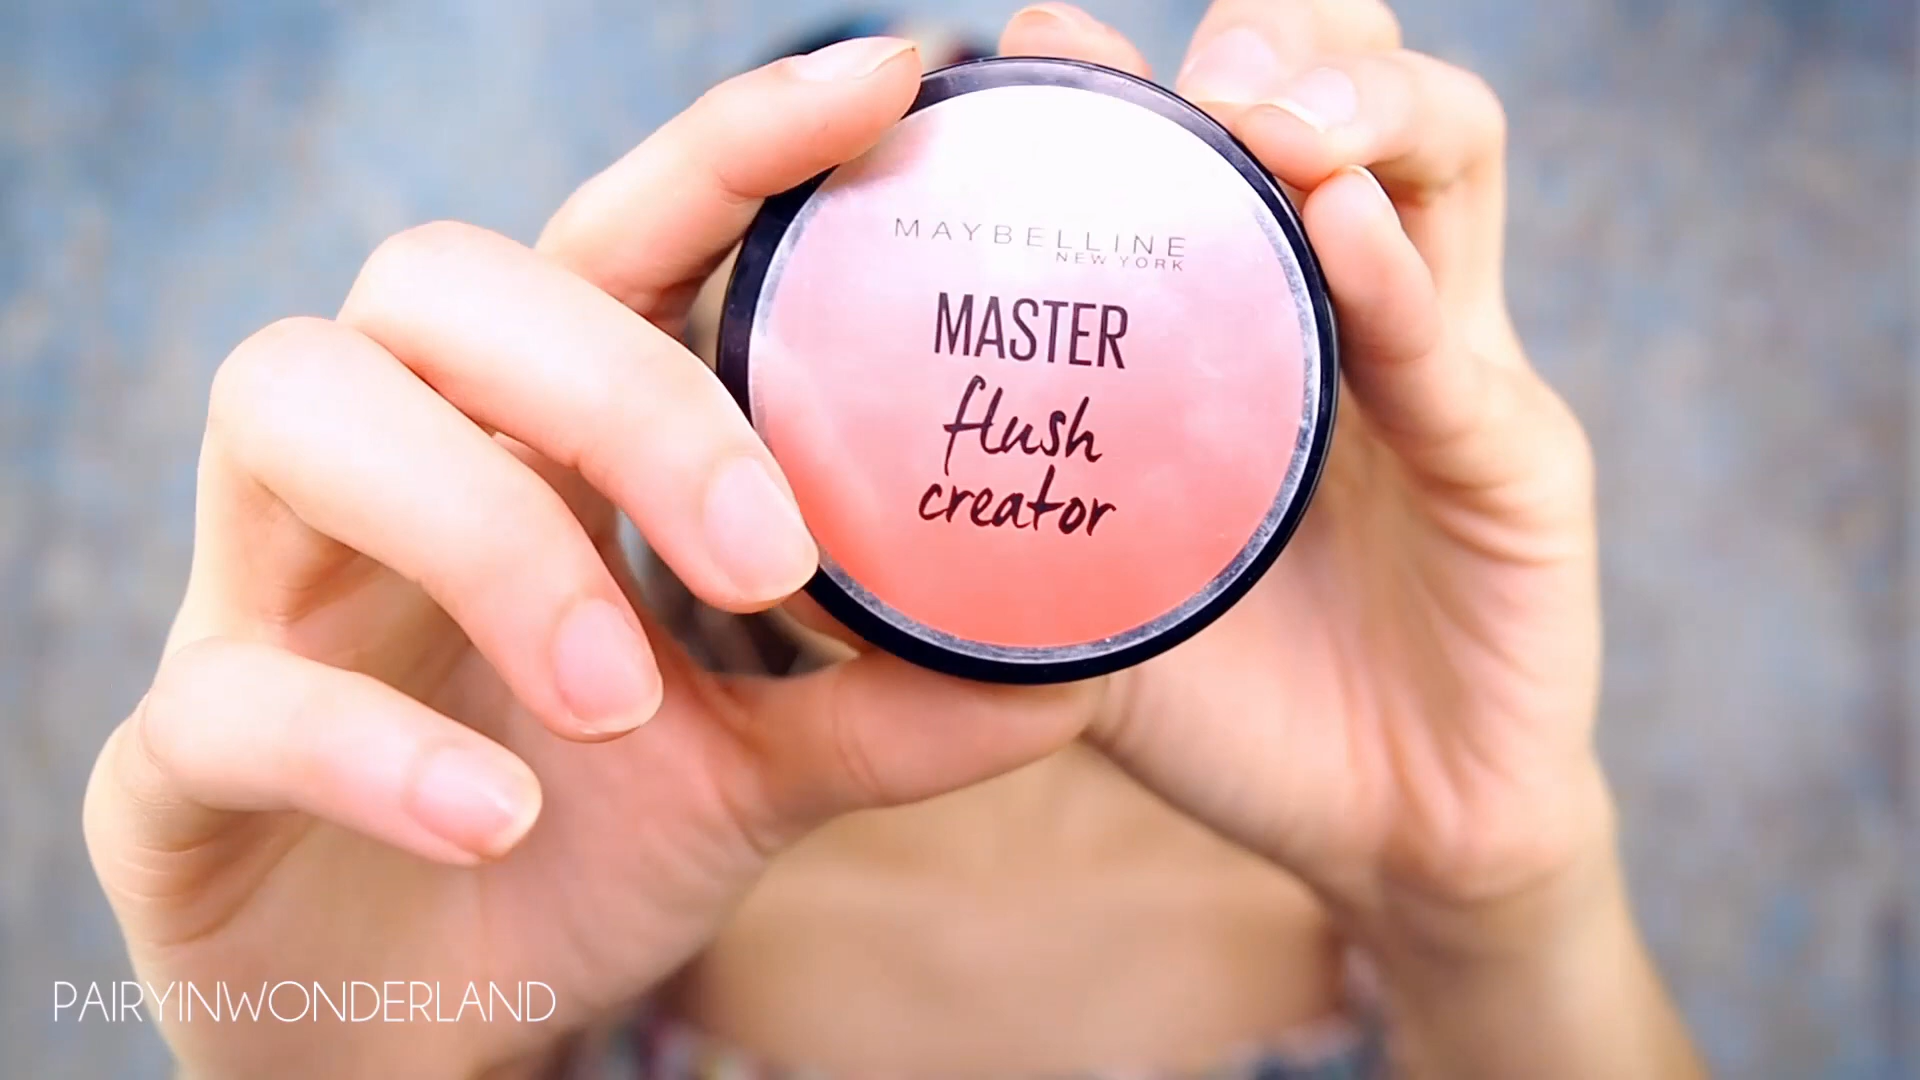 MAYBELLINE
NEW YORK
MASTER
flush
creator
PAIRYINWONDERLAND